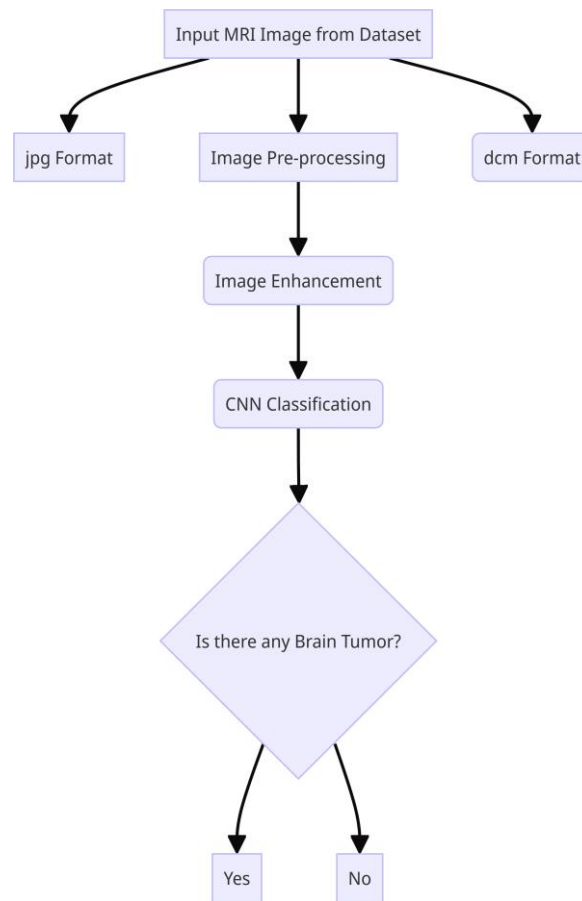 Input MRI Image from Dataset
jpg Format
Image Pre-processing
dcm Format
Image Enhancement
CNN Classification
Is there any Brain Tumor?
Yes
No